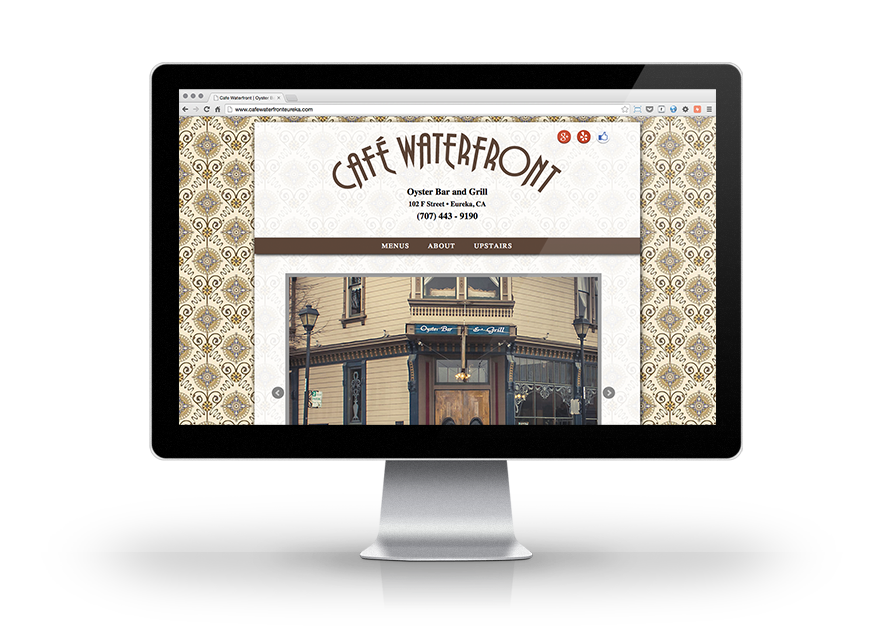 Cafe Waterfront | Oyster B
www.cafewaterfronteureka.com
CAFÉ WATERFRONT
Oyster Bar and Grill
102 F Street • Eureka, CA
(707) 443 - 9190
MENUS ABOUT UPSTAIRS
Oyster Bar & Grill